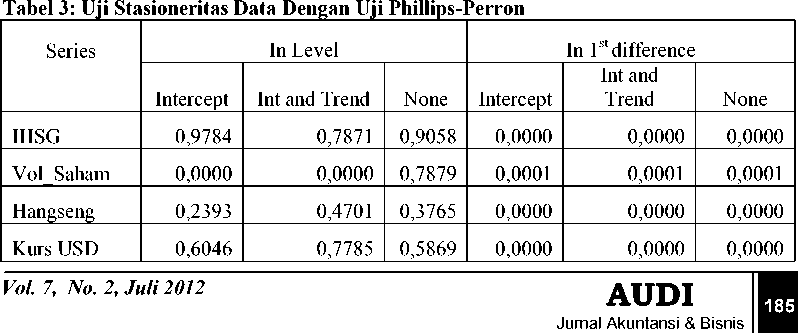 Tabel 3: Uji Stasioneritas Data Dengan Uji Phillips-Perron
Series In Level In 1st difference
Intercept Int and Trend None Intercept Int and Trend None
IHSG 0,9784 0,7871 0,9058 0,0000 0,0000 0,0000
Vol_Saham 0,0000 0,0000 0,7879 0,0001 0,0001 0,0001
Hangseng 0,2393 0,4701 0,3765 0,0000 0,0000 0,0000
Kurs USD 0,6046 0,7785 0,5869 0,0000 0,0000 0,0000
Vol. 7, No. 2, Juli 2012
AUDI 185
Jurnal Akuntansi & Bisnis